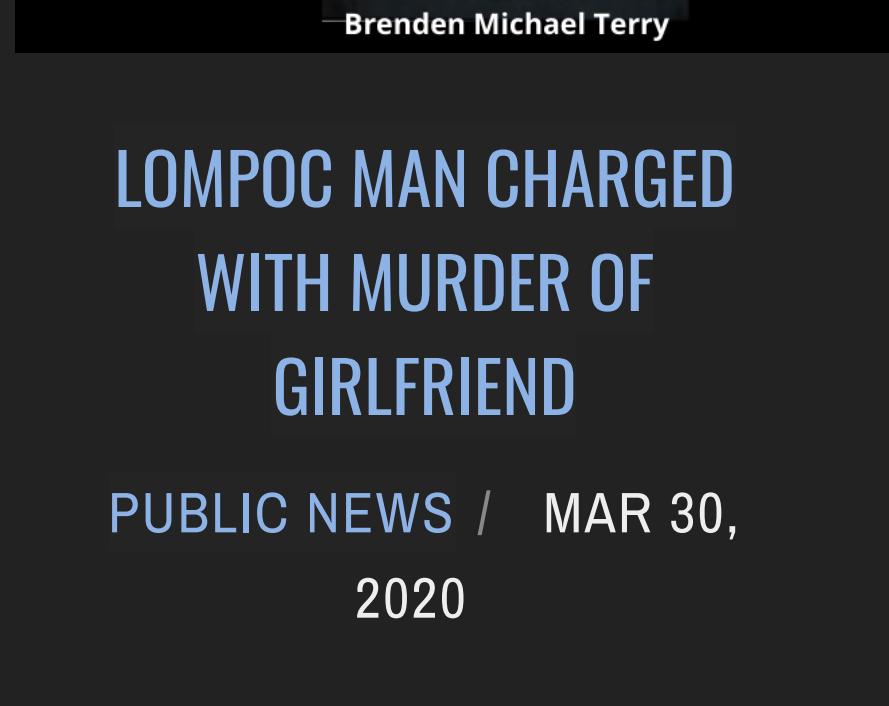 Brenden Michael Terry
LOMPOC MAN CHARGED
WITH MURDER OF
GIRLFRIEND
PUBLIC NEWS / MAR 30,
2020